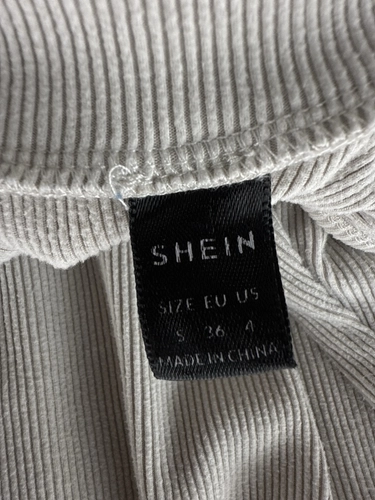 SHEIN
SIZE EU US
S 36 4
MADE IN CHINA